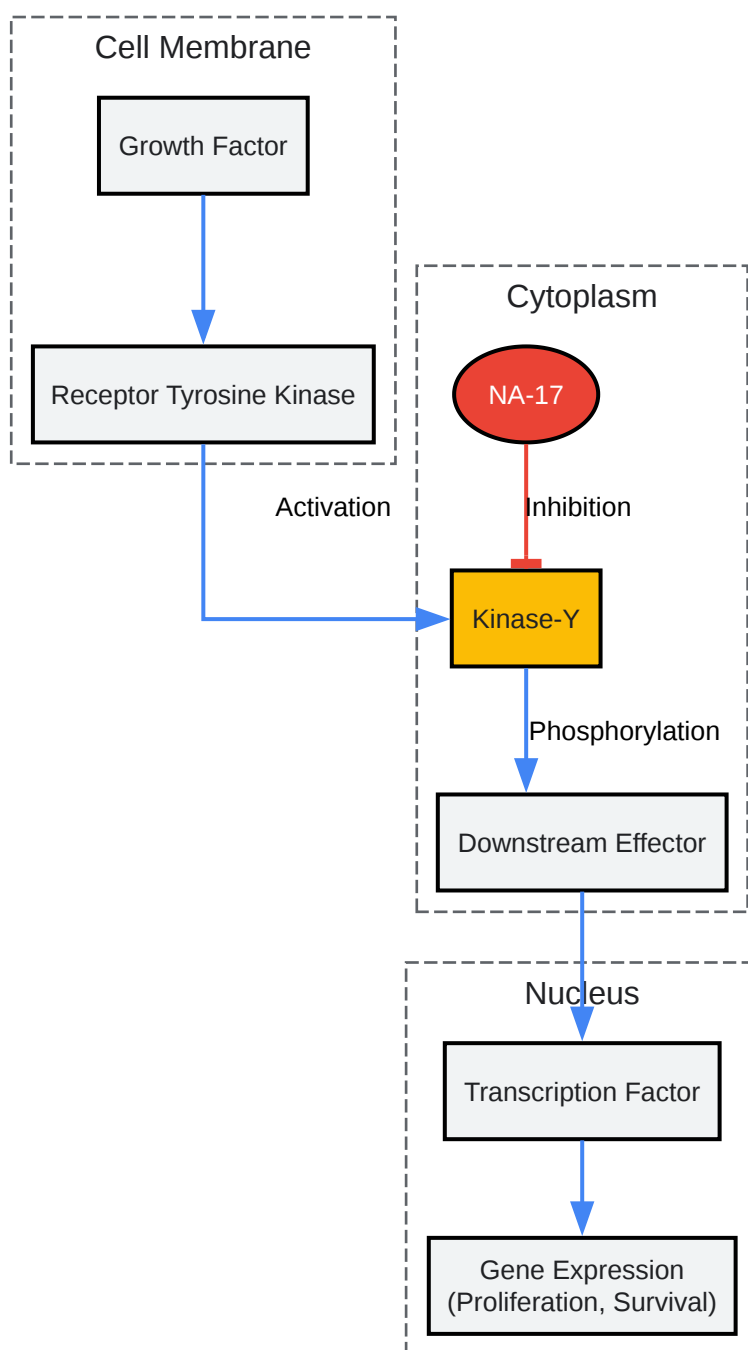 Cell Membrane
Growth Factor
Receptor Tyrosine Kinase
Activation
Cytoplasm
NA-17
Inhibition
Kinase-Y
Phosphorylation
Downstream Effector
Nucleus
Transcription Factor
Gene Expression
(Proliferation, Survival)